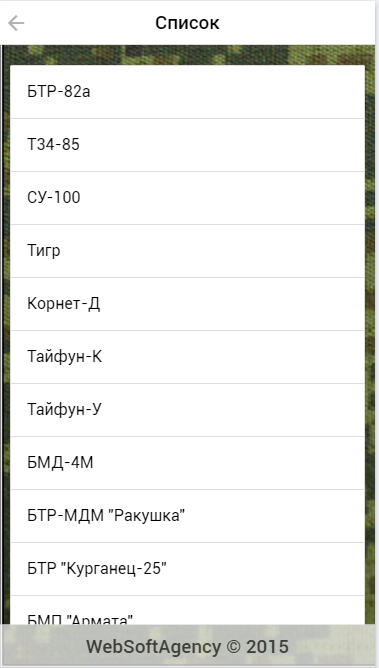 Список
БТР-82а
Т34-85
СУ-100
Тигр
Корнет-Д
Тайфун-К
Тайфун-У
БМД-4М
БТР-МДМ "Ракушка"
БТР "Курганец-25"
БМП "Армата"
WebSoftAgency © 2015